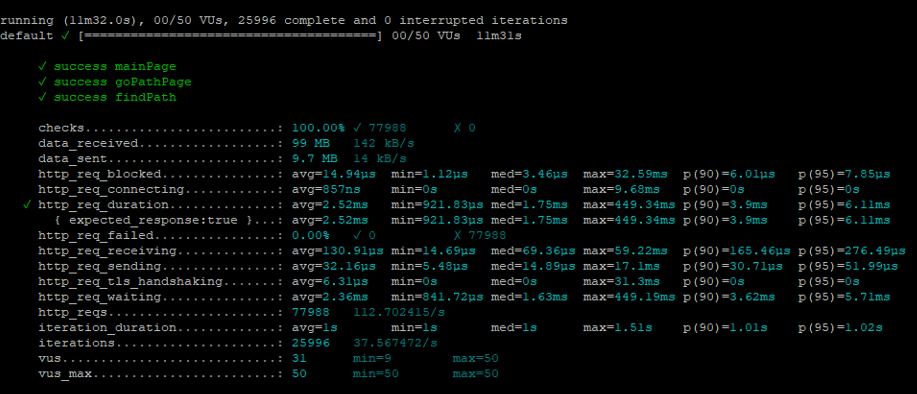 running (11m32.0s), 00/50 VUs, 25996 complete and 0 interrupted iterations
default ✓ [======================================] 00/50 VUs  11m31s
✓ success mainPage
✓ success goPathPage
✓ success findPath
checks.........................: 100.00% ✓ 77988      X 0
data_received..................: 99 MB   142 kB/s
data_sent......................: 9.7 MB  14 kB/s
http_req_blocked...............: avg=14.94µs  min=1.12µs   med=3.46µs  max=32.59ms  p(90)=6.01µs   p(95)=7.85µs
http_req_connecting............: avg=857ns    min=0s       med=0s      max=9.68ms   p(90)=0s       p(95)=0s
✓ http_req_duration..............: avg=2.52ms   min=921.83µs med=1.75ms  max=449.34ms p(90)=3.9ms    p(95)=6.11ms
{ expected_response:true }...: avg=2.52ms   min=921.83µs med=1.75ms  max=449.34ms p(90)=3.9ms    p(95)=6.11ms
http_req_failed................: 0.00%   ✓ 0          X 77988
http_req_receiving.............: avg=130.91µs min=14.69µs  med=69.36µs max=59.22ms  p(90)=165.46µs p(95)=276.49µs
http_req_sending...............: avg=32.16µs  min=5.48µs   med=14.89µs max=17.1ms   p(90)=30.71µs  p(95)=51.99µs
http_req_tls_handshaking.......: avg=6.31µs   min=0s       med=0s      max=31.3ms   p(90)=0s       p(95)=0s
http_req_waiting...............: avg=2.36ms   min=841.72µs med=1.63ms  max=449.19ms p(90)=3.62ms   p(95)=5.71ms
http_reqs......................: 77988   112.702415/s
iteration_duration.............: avg=1s       min=1s       med=1s      max=1.51s    p(90)=1.01s    p(95)=1.02s
iterations.....................: 25996   37.567472/s
vus............................: 31      min=9        max=50
vus_max........................: 50      min=50       max=50